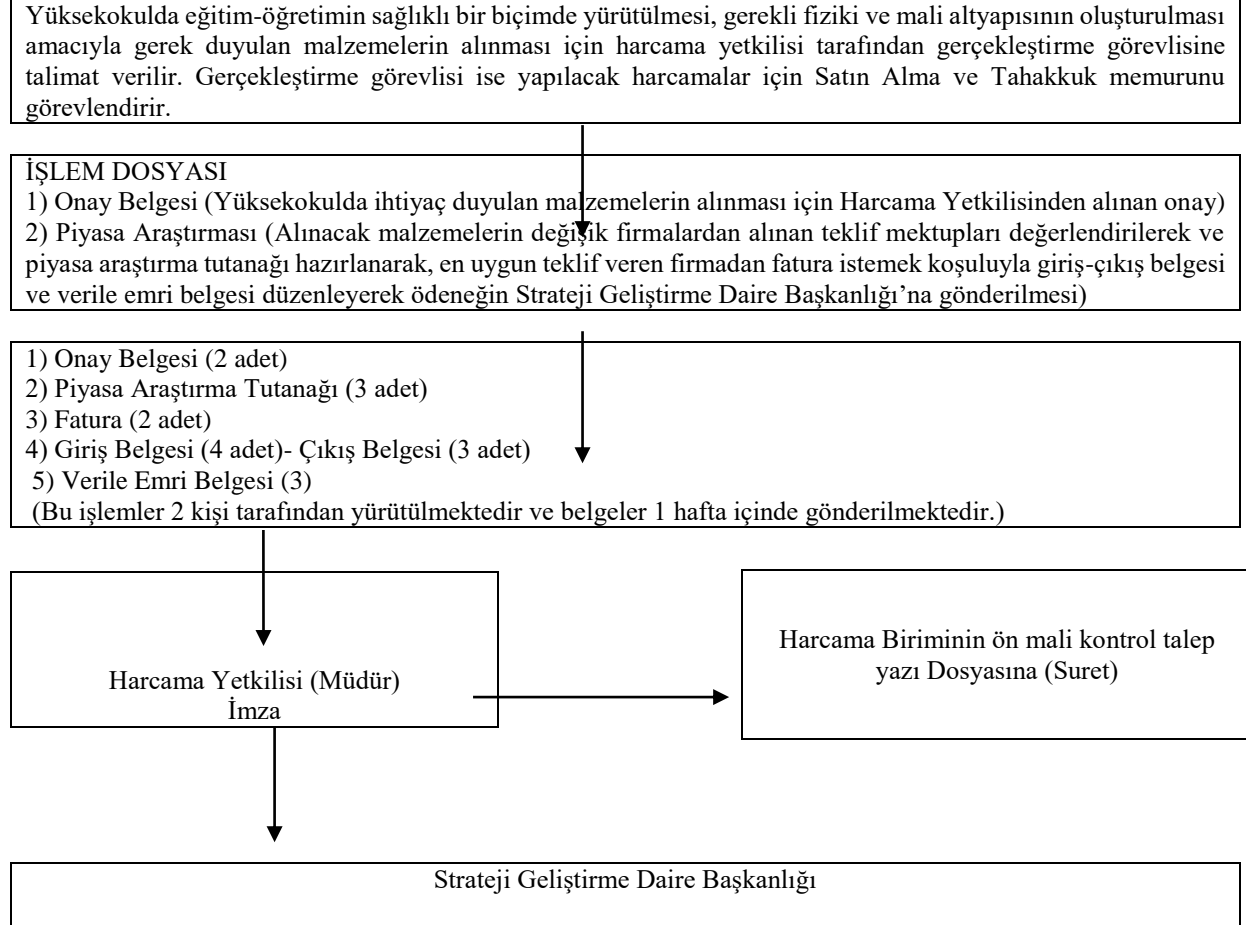 Yüksekokulda eğitim-öğretimin sağlıklı bir biçimde yürütülmesi, gerekli fiziki ve mali altyapısının oluşturulması
amacıyla gerek duyulan malzemelerin alınması için harcama yetkilisi tarafından gerçekleştirme görevlisine
talimat verilir. Gerçekleştirme görevlisi ise yapılacak harcamalar için Satın Alma ve Tahakkuk memurunu
görevlendirir.
İŞLEM DOSYASI
1) Onay Belgesi (Yüksekokulda ihtiyaç duyulan malzemelerin alınması için Harcama Yetkilisinden alınan onay)
2) Piyasa Araştırması (Alınacak malzemelerin değişik firmalardan alınan teklif mektupları değerlendirilerek ve
piyasa araştırma tutanağı hazırlanarak, en uygun teklif veren firmadan fatura istemek koşuluyla giriş-çıkış belgesi
ve verile emri belgesi düzenleyerek ödeneğin Strateji Geliştirme Daire Başkanlığı’na gönderilmesi)
1) Onay Belgesi (2 adet)
2) Piyasa Araştırma Tutanağı (3 adet)
3) Fatura (2 adet)
4) Giriş Belgesi (4 adet)- Çıkış Belgesi (3 adet)
5) Verile Emri Belgesi (3)
(Bu işlemler 2 kişi tarafından yürütülmektedir ve belgeler 1 hafta içinde gönderilmektedir.)
Harcama Yetkilisi (Müdür)
İmza
Harcama Biriminin ön mali kontrol talep
yazı Dosyasına (Suret)
Strateji Geliştirme Daire Başkanlığı